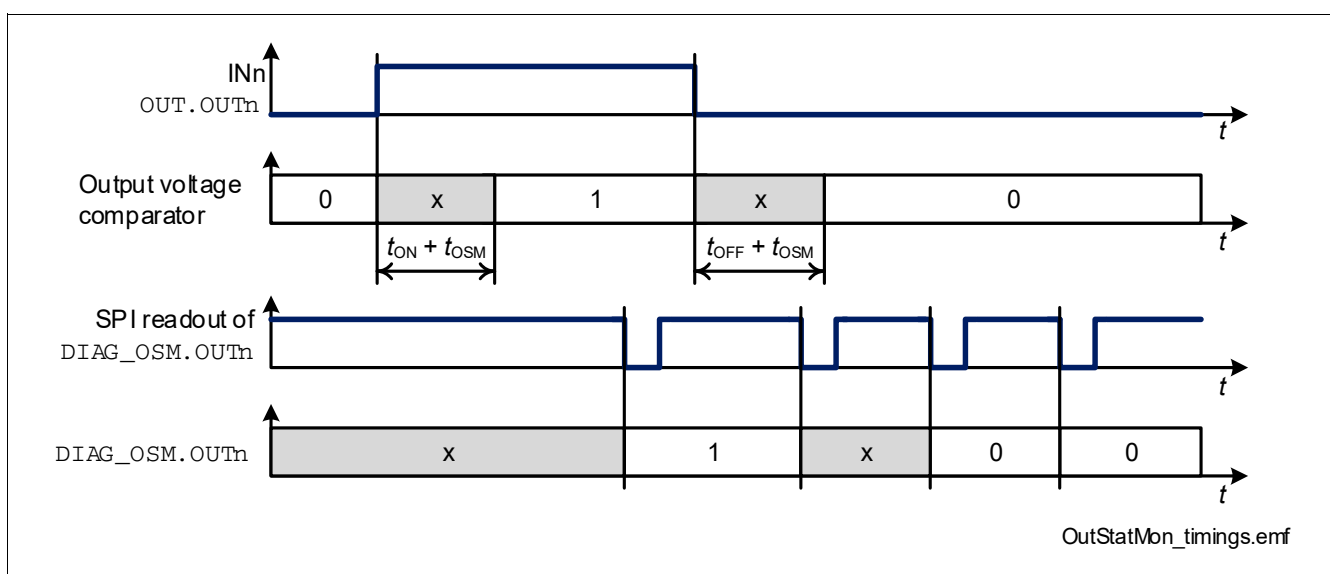 INn
OUT.OUTn
t
Output voltage
comparator
0 x 1 x 0
t
tON + tOSM tOFF + tOSM
SPI readout of
DIAG_OSM.OUTn
t
DIAG_OSM.OUTn x 1 x 0 0
t
OutStatMon_timings.emf